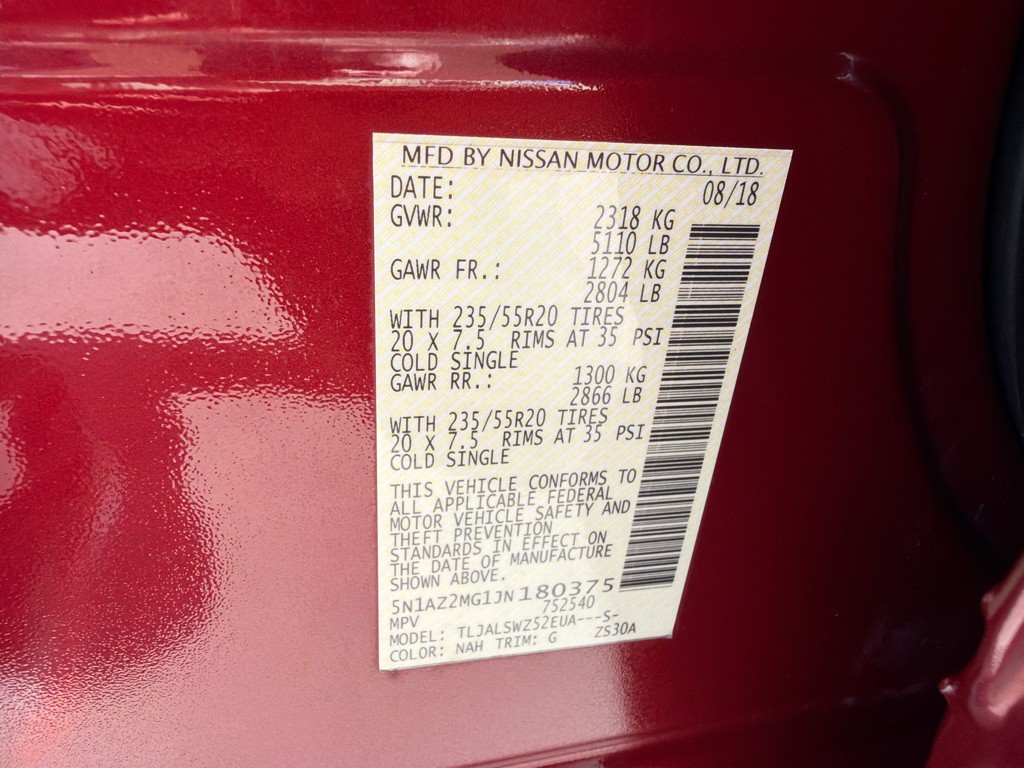 MFD BY NISSAN MOTOR CO., LTD.
DATE: 08/18
GVWR: 2318 KG
5110 LB
GAWR FR.: 1272 KG
2804 LB
WITH 235/55R20 TIRES
20 X 7.5 RIMS AT 35 PSI
COLD SINGLE
GAWR RR.: 1300 KG
2866 LB
WITH 235/55R20 TIRES
20 X 7.5 RIMS AT 35 PSI
COLD SINGLE
THIS VEHICLE CONFORMS TO
ALL APPLICABLE FEDERAL
MOTOR VEHICLE SAFETY AND
THEFT PREVENTION
STANDARDS IN EFFECT ON
THE DATE OF MANUFACTURE
SHOWN ABOVE.
5N1AZ2MG1JN180375
MPV 752540
MODEL: TLJALSWZ52EUA---S-
COLOR: NAH TRIM: G ZS30A